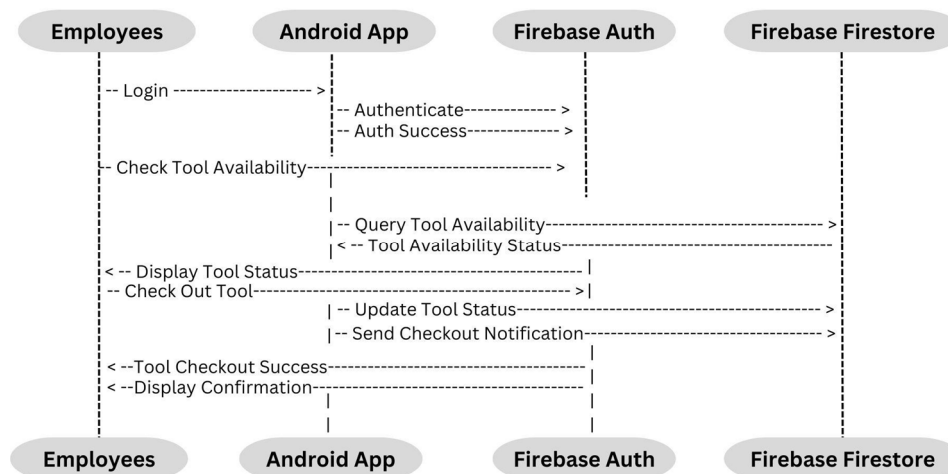 Employees Android App Firebase Auth Firebase Firestore
-- Login -------------------- >
-- Authenticate------------- >
-- Auth Success------------- >
-- Check Tool Availability----------------------------------- >
-- Query Tool Availability---------------------------------------- >
< -- Tool Availability Status---------------------------------------
< -- Display Tool Status----------------------------------------- --
-- Check Out Tool----------------------------------------------- >
-- Update Tool Status-------------------------------------------- >
-- Send Checkout Notification----------------------------------- >
< --Tool Checkout Success------------------------------------- --
< --Display Confirmation--------------------------------------- --
Employees Android App Firebase Auth Firebase Firestore